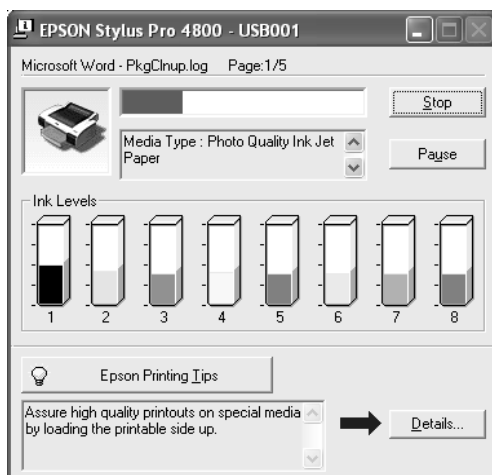 EPSON Stylus Pro 4800 - USB001
Microsoft Word - PkgClnup.log Page:1/5
Stop
Media Type : Photo Quality Ink Jet
Paper
Pause
Ink Levels
1 2 3 4 5 6 7 8
Epson Printing Tips
Assure high quality printouts on special media
by loading the printable side up.
Details...